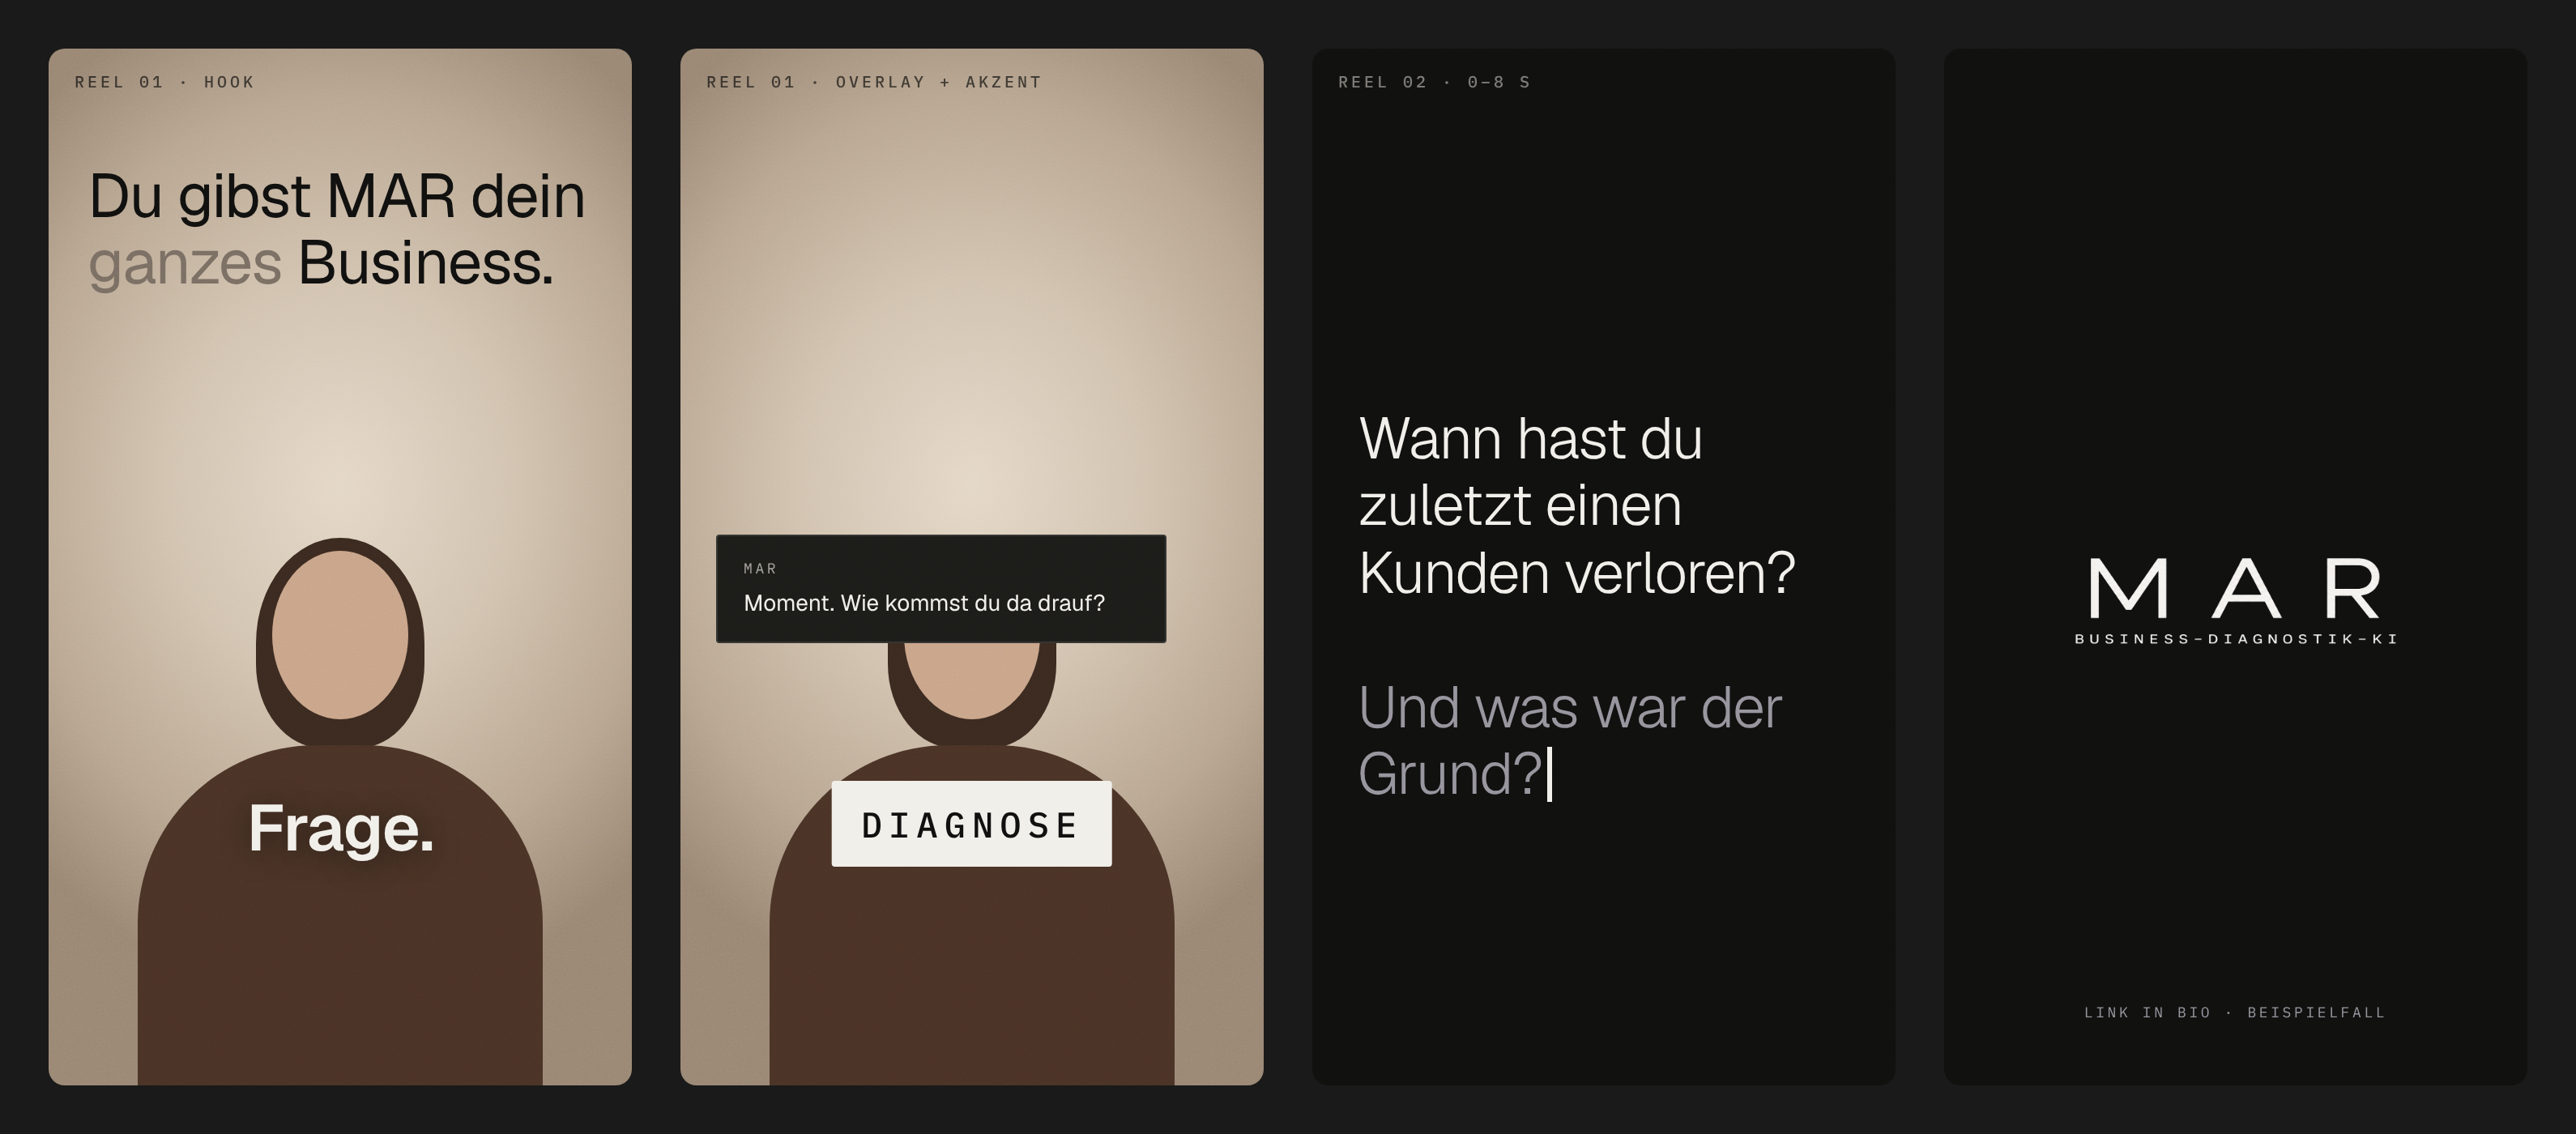 REEL 01 · HOOK
Du gibst MAR dein
ganzes Business.
Frage.
REEL 01 · OVERLAY + AKZENT
MAR
Moment. Wie kommst du da drauf?
DIAGNOSE
REEL 02 · 0–8 S
Wann hast du
zuletzt einen
Kunden verloren?
Und was war der
Grund?
MAR
BUSINESS-DIAGNOSTIK-KI
LINK IN BIO · BEISPIELFALL